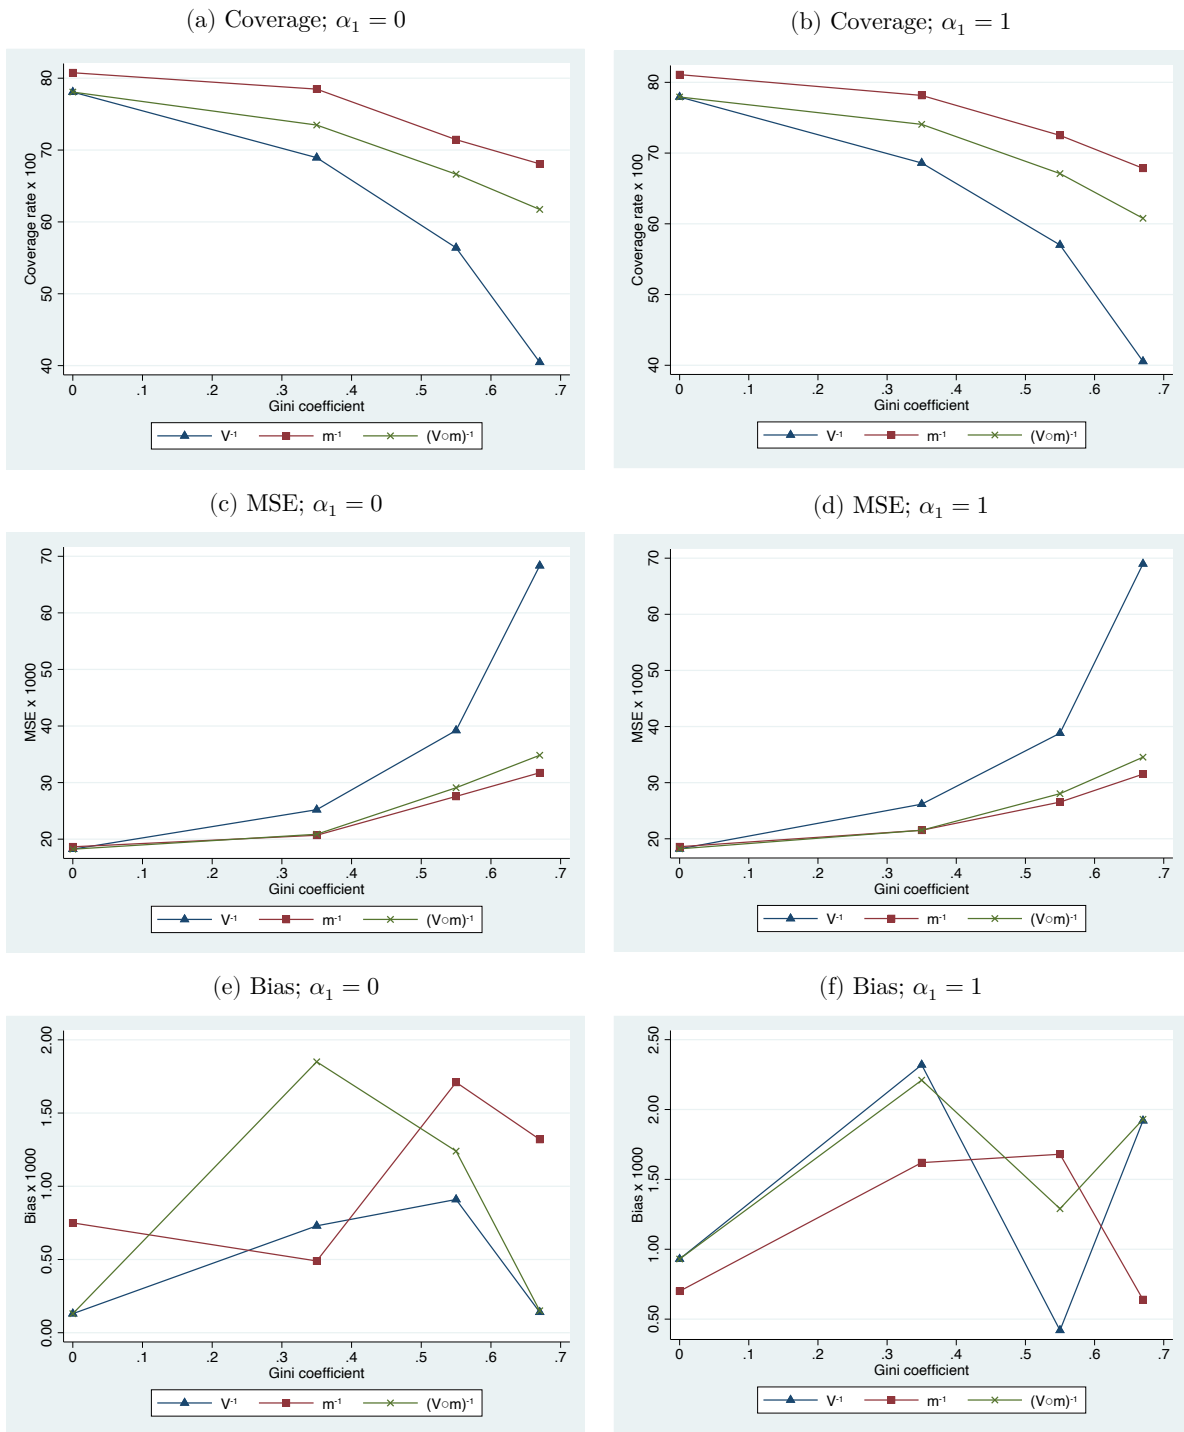 (a) Coverage; α₁ = 0
Coverage rate x 100
80
70
60
50
40
0 .1 .2 .3 .4 .5 .6 .7
Gini coefficient
V⁻¹ m⁻¹ (V○m)⁻¹
(b) Coverage; α₁ = 1
Coverage rate x 100
80
70
60
50
40
0 .1 .2 .3 .4 .5 .6 .7
Gini coefficient
V⁻¹ m⁻¹ (V○m)⁻¹
(c) MSE; α₁ = 0
MSE x 1000
70
60
50
40
30
20
0 .1 .2 .3 .4 .5 .6 .7
Gini coefficient
V⁻¹ m⁻¹ (V○m)⁻¹
(d) MSE; α₁ = 1
MSE x 1000
70
60
50
40
30
20
0 .1 .2 .3 .4 .5 .6 .7
Gini coefficient
V⁻¹ m⁻¹ (V○m)⁻¹
(e) Bias; α₁ = 0
Bias x 1000
2.00
1.50
1.00
0.50
0.00
0 .1 .2 .3 .4 .5 .6 .7
Gini coefficient
V⁻¹ m⁻¹ (V○m)⁻¹
(f) Bias; α₁ = 1
Bias x 1000
2.50
2.00
1.50
1.00
0.50
0 .1 .2 .3 .4 .5 .6 .7
Gini coefficient
V⁻¹ m⁻¹ (V○m)⁻¹